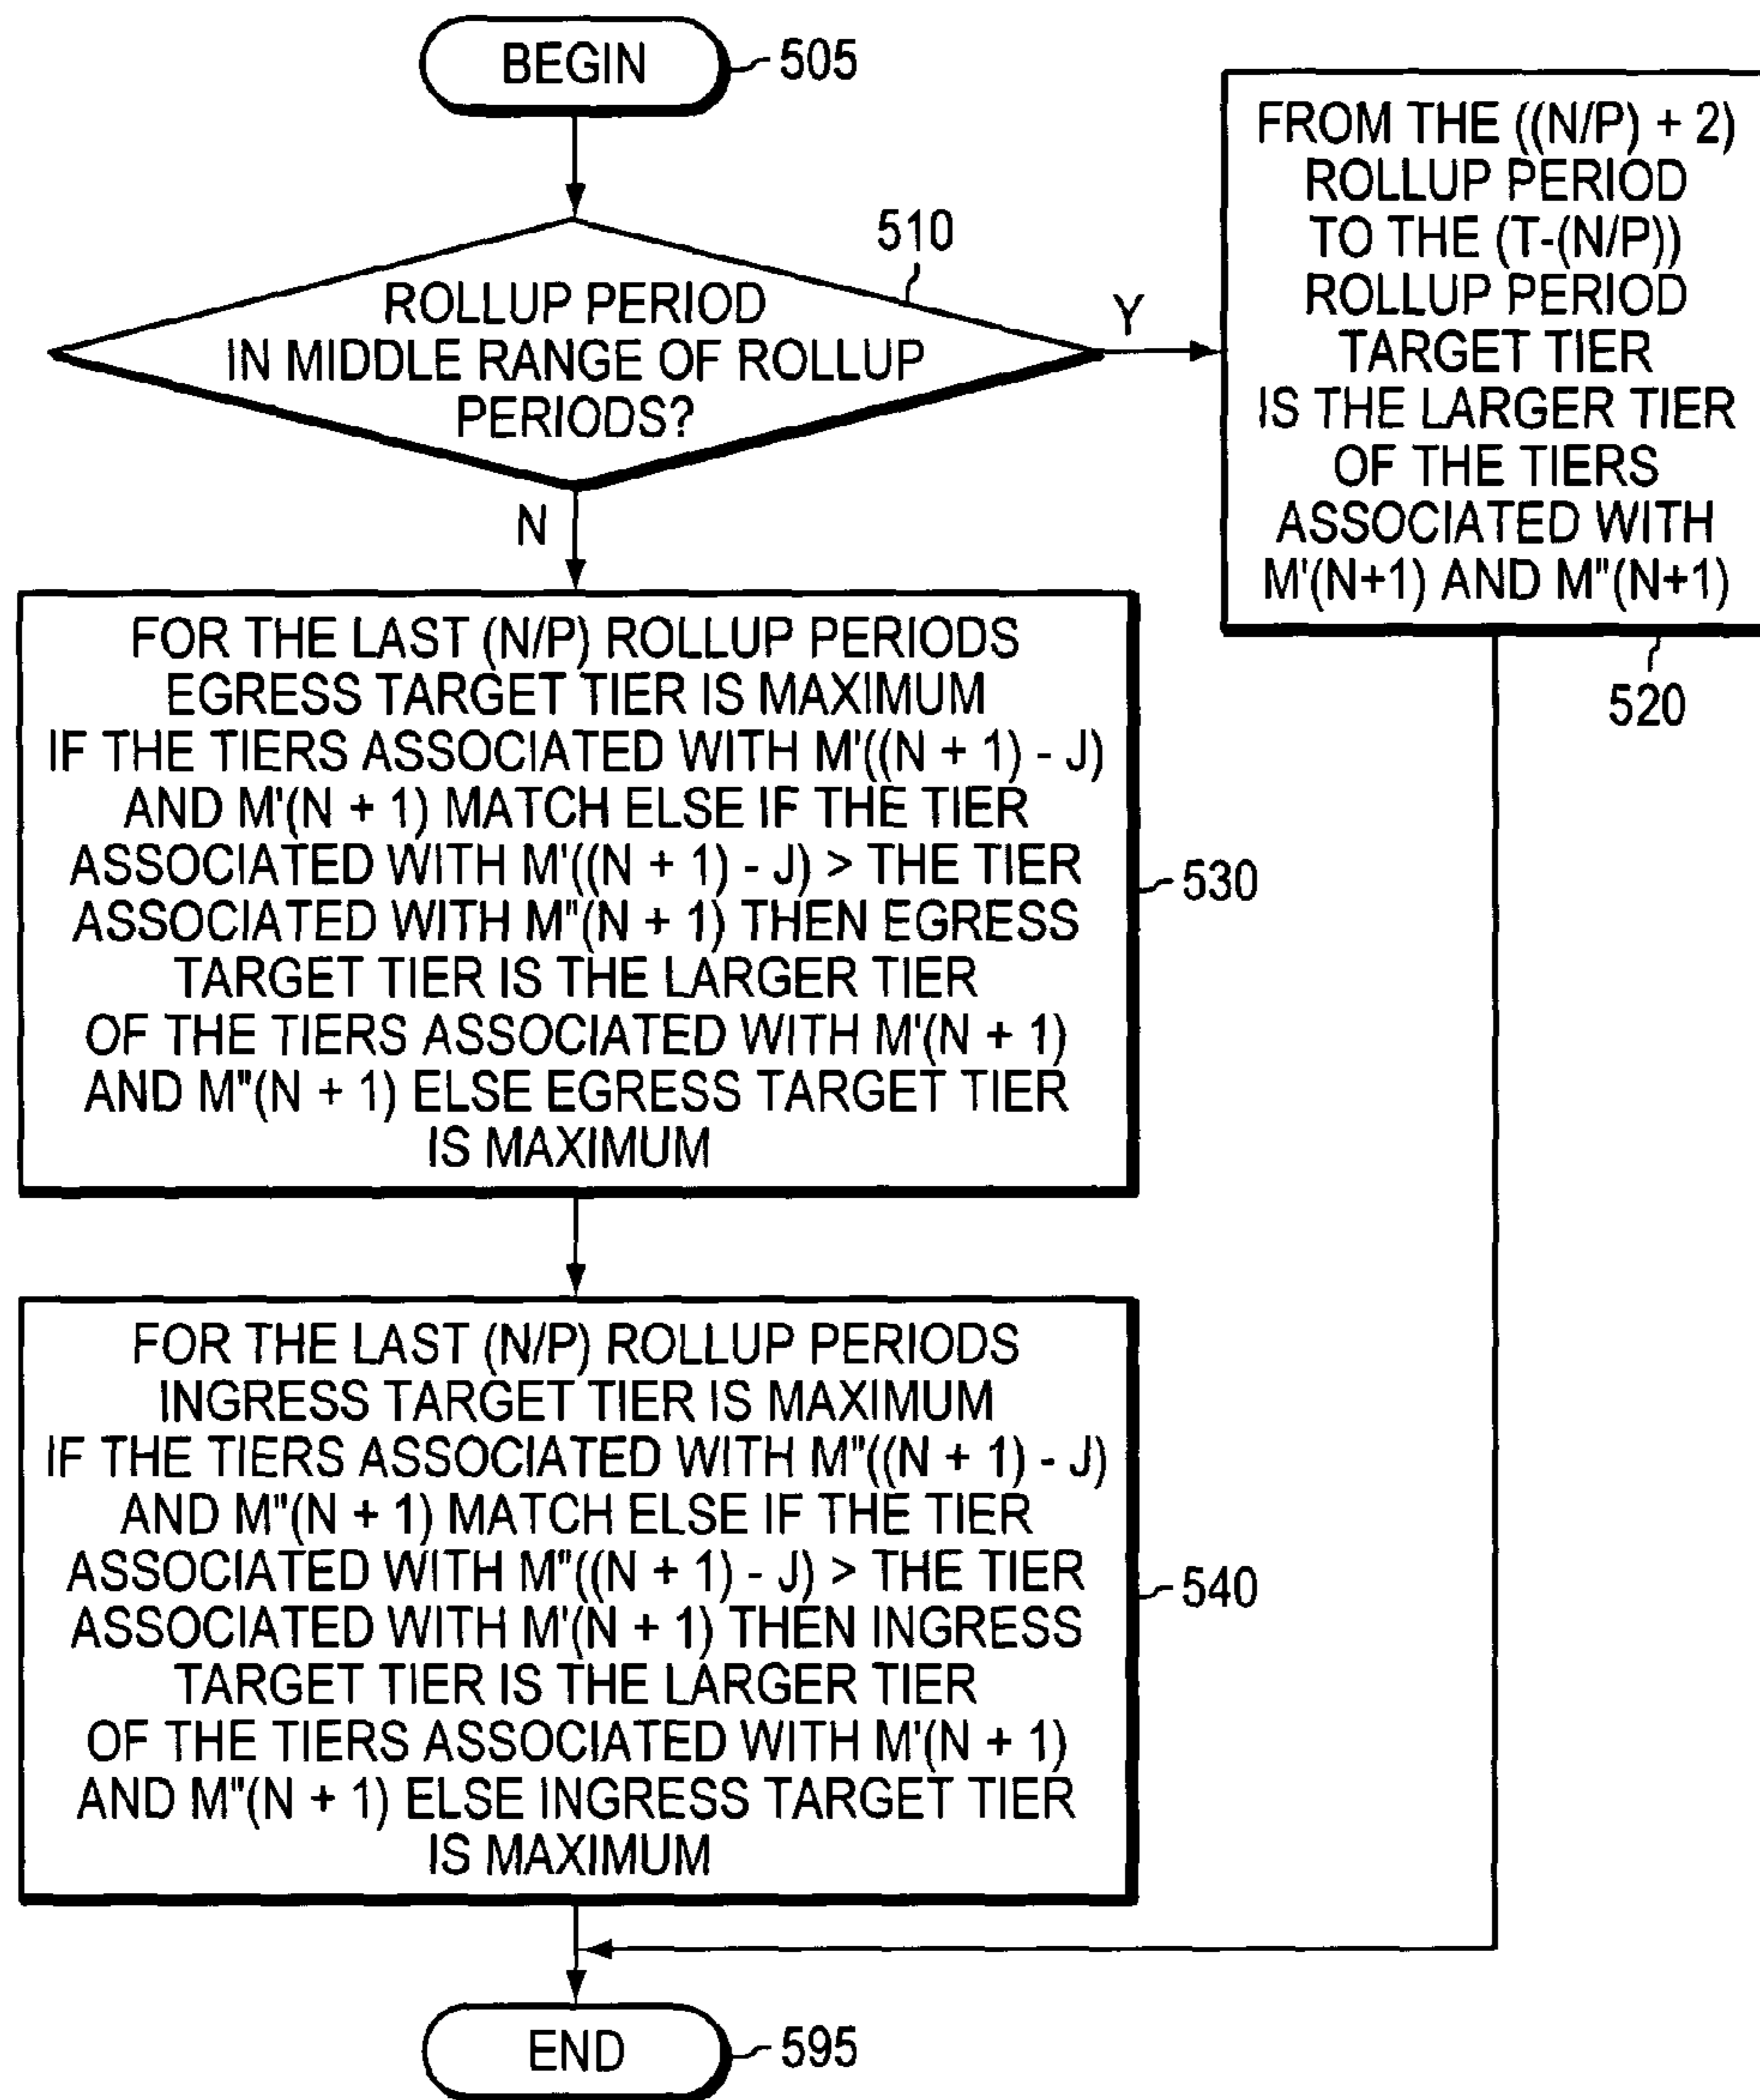 BEGIN
505
510
ROLLUP PERIOD
IN MIDDLE RANGE OF ROLLUP
PERIODS?
Y
N
FROM THE ((N/P) + 2)
ROLLUP PERIOD
TO THE (T-(N/P))
ROLLUP PERIOD
TARGET TIER
IS THE LARGER TIER
OF THE TIERS
ASSOCIATED WITH
M'(N+1) AND M"(N+1)
520
FOR THE LAST (N/P) ROLLUP PERIODS
EGRESS TARGET TIER IS MAXIMUM
IF THE TIERS ASSOCIATED WITH M'((N + 1) - J)
AND M'(N + 1) MATCH ELSE IF THE TIER
ASSOCIATED WITH M'((N + 1) - J) > THE TIER
ASSOCIATED WITH M"(N + 1) THEN EGRESS
TARGET TIER IS THE LARGER TIER
OF THE TIERS ASSOCIATED WITH M'(N + 1)
AND M"(N + 1) ELSE EGRESS TARGET TIER
IS MAXIMUM
530
FOR THE LAST (N/P) ROLLUP PERIODS
INGRESS TARGET TIER IS MAXIMUM
IF THE TIERS ASSOCIATED WITH M"((N + 1) - J)
AND M"(N + 1) MATCH ELSE IF THE TIER
ASSOCIATED WITH M"((N + 1) - J) > THE TIER
ASSOCIATED WITH M'(N + 1) THEN INGRESS
TARGET TIER IS THE LARGER TIER
OF THE TIERS ASSOCIATED WITH M'(N + 1)
AND M"(N + 1) ELSE INGRESS TARGET TIER
IS MAXIMUM
540
END
595